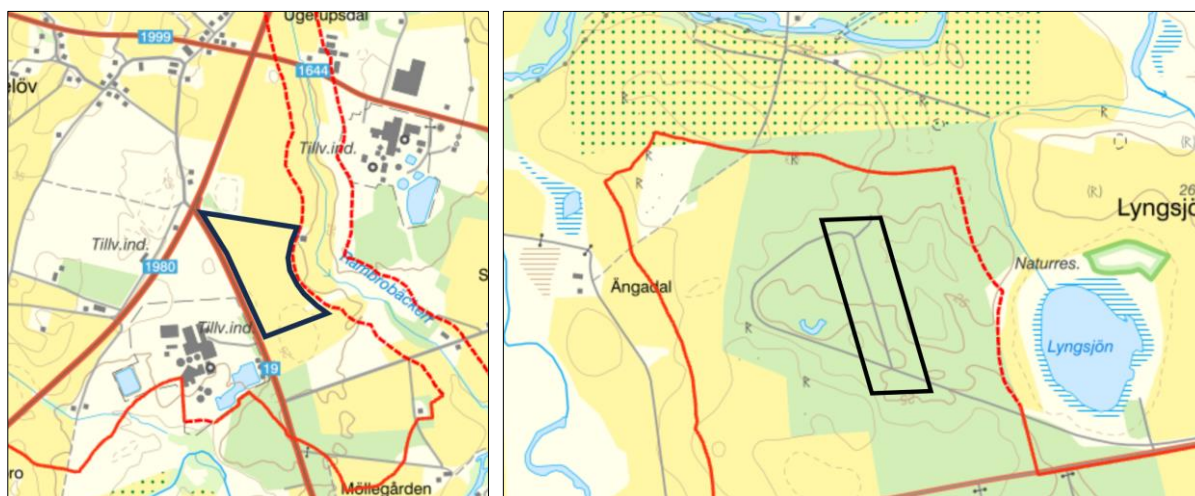 Ugerupsdal
1999
1644
elöv
Tillv.ind.
Tillv.ind.
1980
Rambrobäcken
S
Tillv.ind.
19
bro
Möllegården
R
R
R
R
(R)
(R)
26
Lyngsjö
Naturres.
Ängadal
R
Lyngsjön
R
R